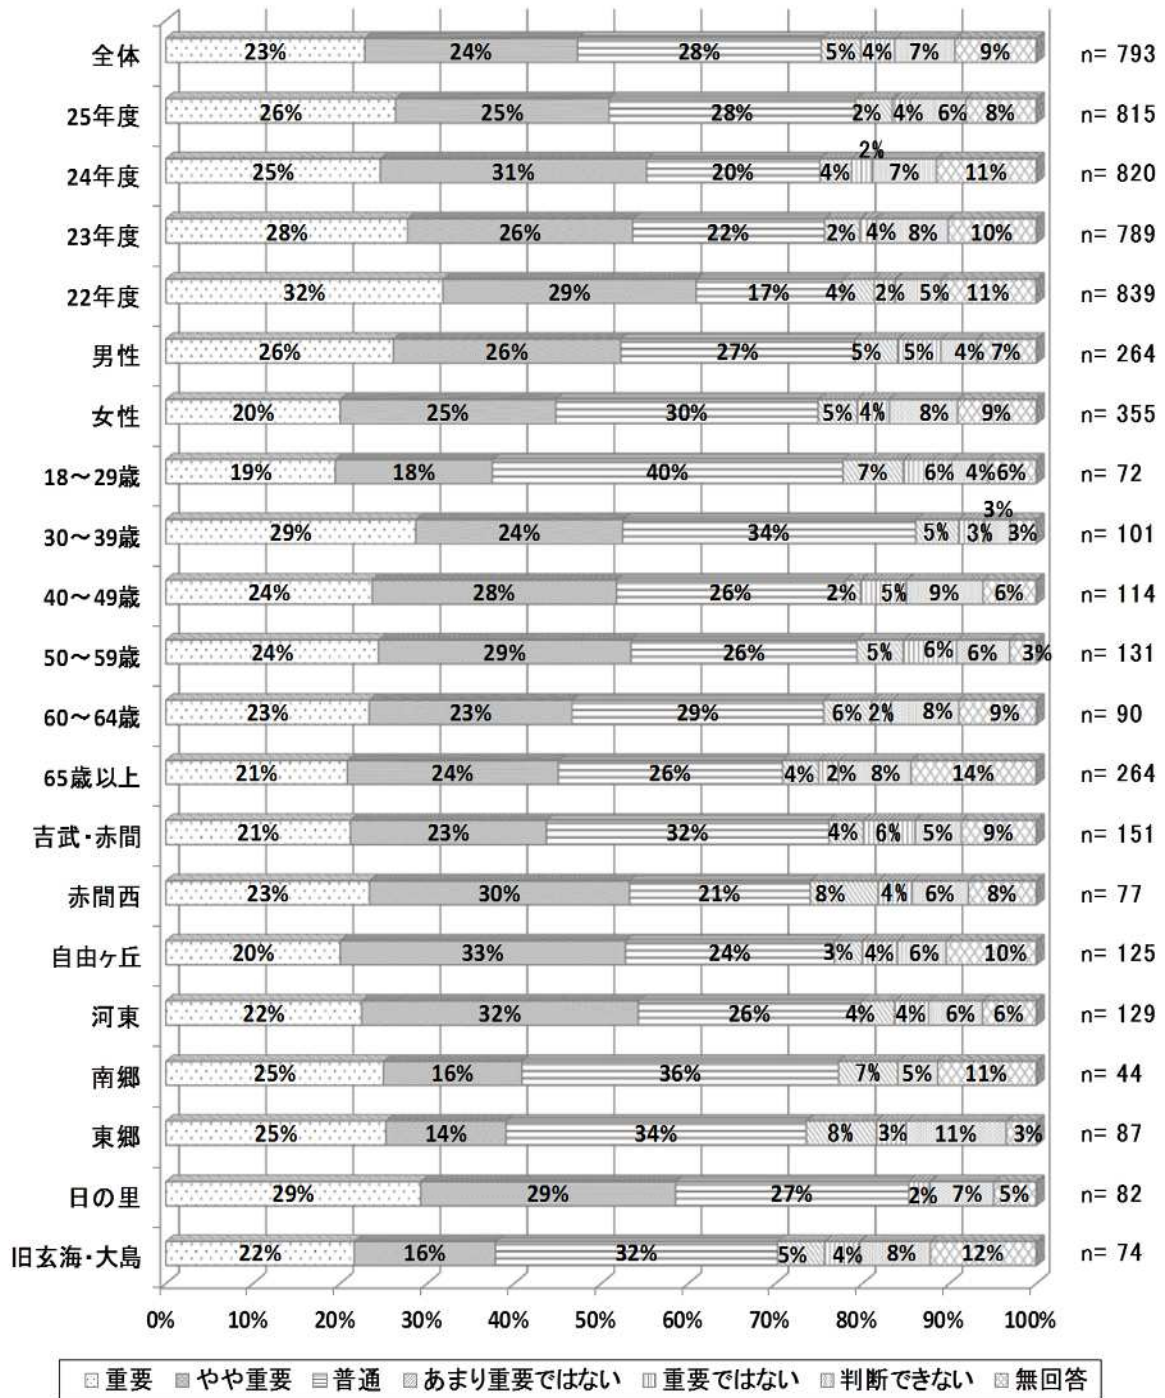 全体 23% 24% 28% 5% 4% 7% 9% n= 793
25年度 26% 25% 28% 2% 4% 6% 8% n= 815
2%
24年度 25% 31% 20% 4% 7% 11% n= 820
23年度 28% 26% 22% 2% 4% 8% 10% n= 789
22年度 32% 29% 17% 4% 2% 5% 11% n= 839
男性 26% 26% 27% 5% 5% 4% 7% n= 264
女性 20% 25% 30% 5% 4% 8% 9% n= 355
18～29歳 19% 18% 40% 7% 6% 4% 6% n= 72
3%
30～39歳 29% 24% 34% 5% 3% 3% n= 101
40～49歳 24% 28% 26% 2% 5% 9% 6% n= 114
50～59歳 24% 29% 26% 5% 6% 6% 3% n= 131
60～64歳 23% 23% 29% 6% 2% 8% 9% n= 90
65歳以上 21% 24% 26% 4% 2% 8% 14% n= 264
吉武・赤間 21% 23% 32% 4% 6% 5% 9% n= 151
赤間西 23% 30% 21% 8% 4% 6% 8% n= 77
自由ヶ丘 20% 33% 24% 3% 4% 6% 10% n= 125
河東 22% 32% 26% 4% 4% 6% 6% n= 129
南郷 25% 16% 36% 7% 5% 11% n= 44
東郷 25% 14% 34% 8% 3% 11% 3% n= 87
日の里 29% 29% 27% 2% 7% 5% n= 82
旧玄海・大島 22% 16% 32% 5% 4% 8% 12% n= 74
0% 10% 20% 30% 40% 50% 60% 70% 80% 90% 100%
重要 やや重要 普通 あまり重要ではない 重要ではない 判断できない 無回答